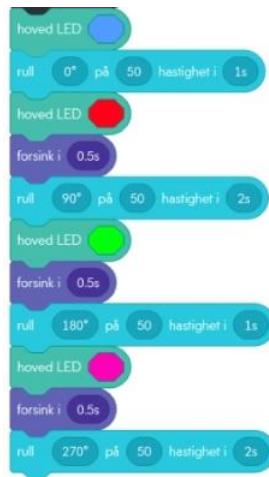 hoved LED
rull 0° på 50 hastighet i 1s
hoved LED
forsink i 0.5s
rull 90° på 50 hastighet i 2s
hoved LED
forsink i 0.5s
rull 180° på 50 hastighet i 1s
hoved LED
forsink i 0.5s
rull 270° på 50 hastighet i 2s